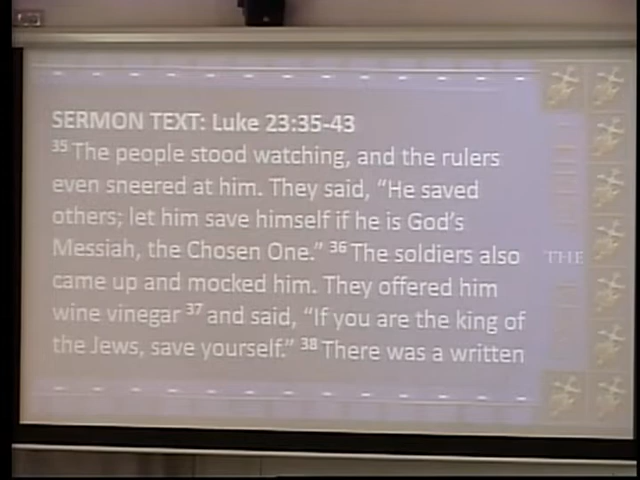 SERMON TEXT: Luke 23:35-43
35 The people stood watching, and the rulers
even sneered at him. They said, “He saved
others; let him save himself if he is God’s
Messiah, the Chosen One.” 36 The soldiers also
came up and mocked him. They offered him
wine vinegar 37 and said, “If you are the king of
the Jews, save yourself.” 38 There was a written
THE